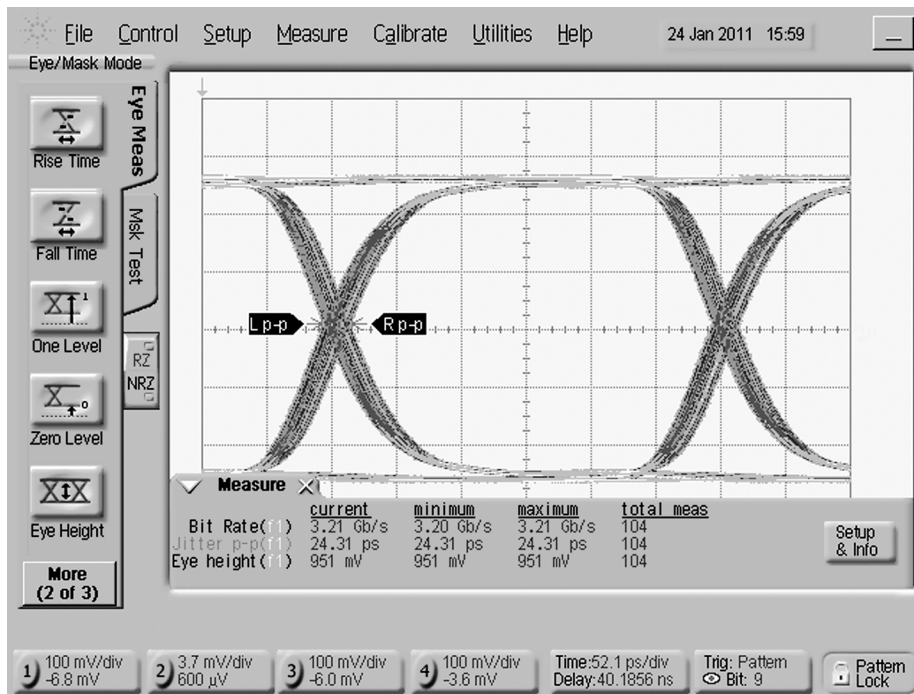 File Control Setup Measure Calibrate Utilities Help 24 Jan 2011 15:59
Eye/Mask Mode
Eye Meas
Msk Test
Rise Time
Fall Time
One Level
Zero Level
Eye Height
More
(2 of 3)
RZ
NRZ
L p-p
R p-p
Measure
current minimum maximum total meas
Bit Rate(f1) 3.21 Gb/s 3.20 Gb/s 3.21 Gb/s 104
Jitter p-p(f1) 24.31 ps 24.31 ps 24.31 ps 104
Eye height(f1) 951 mV 951 mV 951 mV 104
Setup
& Info
1) 100 mV/div
-6.8 mV
2) 3.7 mV/div
600 µV
3) 100 mV/div
-6.0 mV
4) 100 mV/div
-3.6 mV
Time:52.1 ps/div
Delay:40.1856 ns
Trig: Pattern
Bit: 9
Pattern
Lock